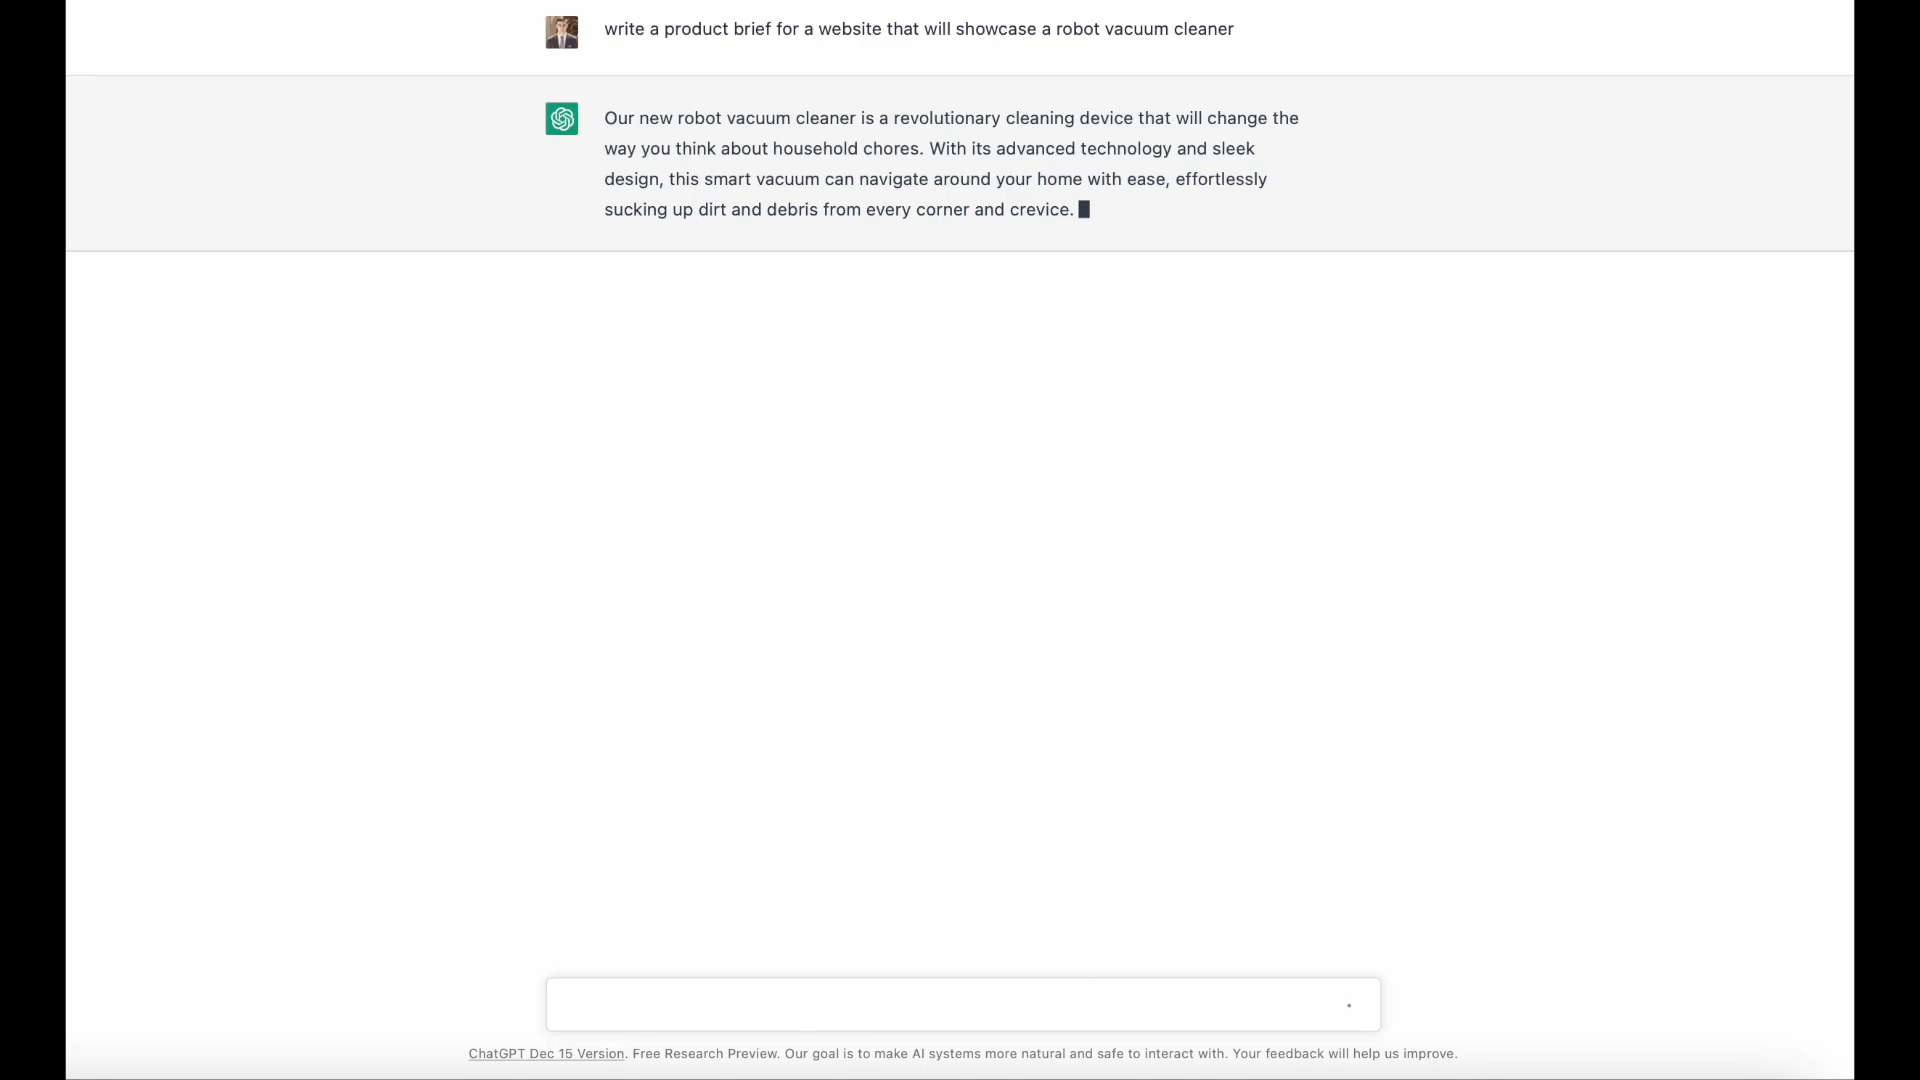 write a product brief for a website that will showcase a robot vacuum cleaner
Our new robot vacuum cleaner is a revolutionary cleaning device that will change the
way you think about household chores. With its advanced technology and sleek
design, this smart vacuum can navigate around your home with ease, effortlessly
sucking up dirt and debris from every corner and crevice.
ChatGPT Dec 15 Version. Free Research Preview. Our goal is to make AI systems more natural and safe to interact with. Your feedback will help us improve.